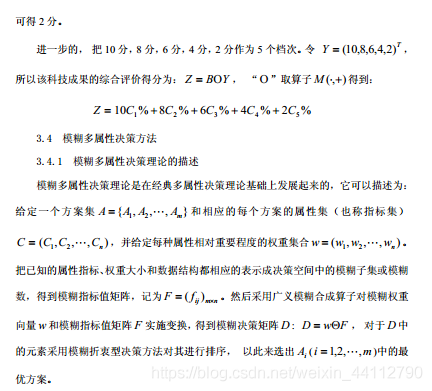 可得 2 分。
进一步的， 把 10 分，8 分，6 分，4 分，2 分作为 5 个档次。令 Y=(10,8,6,4,2)^T，
所以该科技成果的综合评价得分为：Z=BOY， “O”取算子 M(·,+) 得到：
Z=10C₁%+8C₂%+6C₃%+4C₄%+2C₅%
3.4 模糊多属性决策方法
3.4.1 模糊多属性决策理论的描述
模糊多属性决策理论是在经典多属性决策理论基础上发展起来的，它可以描述为：
给定一个方案集 A={A₁,A₂,⋯,Aₘ} 和相应的每个方案的属性集（也称指标集）
C=(C₁,C₂,⋯,Cₙ)，并给定每种属性相对重要程度的权重集合 w=(w₁,w₂,⋯,wₙ)。
把已知的属性指标、权重大小和数据结构都相应的表示成决策空间中的模糊子集或模糊
数，得到模糊指标值矩阵，记为 F=(fᵢⱼ)ₘ×ₙ。然后采用广义模糊合成算子对模糊权重
向量 w 和模糊指标值矩阵 F 实施变换，得到模糊决策矩阵 D：D=wΘF， 对于 D 中
的元素采用模糊折衷型决策方法对其进行排序， 以此来选出 Aᵢ(i=1,2,⋯,m) 中的最
优方案。
https://blog.csdn.net/weixin_44112790